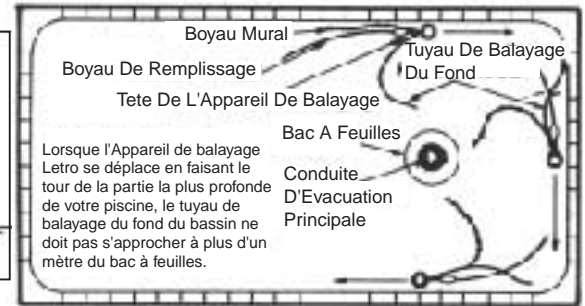 Boyau Mural
Tuyau De Balayage
Du Fond
Boyau De Remplissage
Tete De L'Appareil De Balayage
Bac A Feuilles
Conduite
D'Evacuation
Principale
Lorsque l'Appareil de balayage
Letro se déplace en faisant le
tour de la partie la plus profonde
de votre piscine, le tuyau de
balayage du fond du bassin ne
doit pas s'approcher à plus d'un
mètre du bac à feuilles.